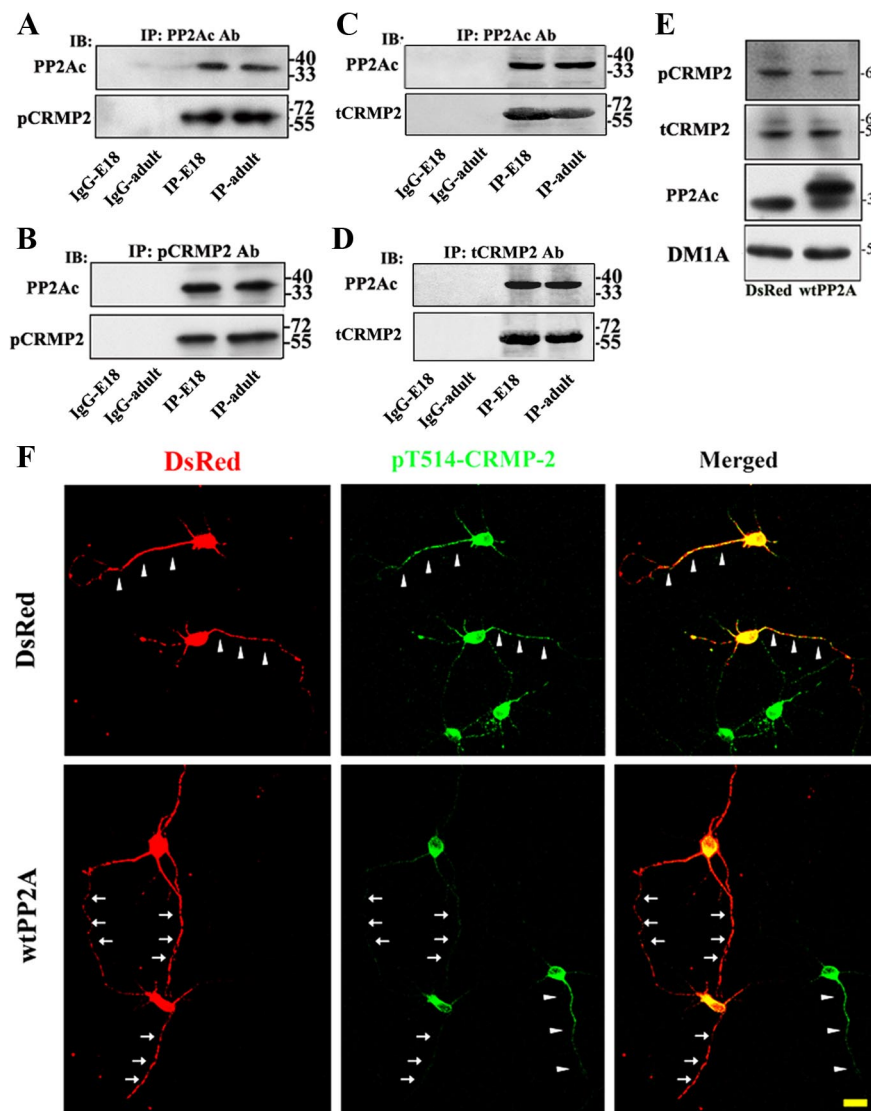 A
IB:
IP: PP2Ac Ab
PP2Ac
-40
-33
pCRMP2
-72
-55
IgG-E18
IgG-adult
IP-E18
IP-adult
B
IB:
IP: pCRMP2 Ab
PP2Ac
-40
-33
pCRMP2
-72
-55
IgG-E18
IgG-adult
IP-E18
IP-adult
C
IB:
IP: PP2Ac Ab
PP2Ac
-40
-33
tCRMP2
-72
-55
IgG-E18
IgG-adult
IP-E18
IP-adult
D
IB:
IP: tCRMP2 Ab
PP2Ac
-40
-33
tCRMP2
-72
-55
IgG-E18
IgG-adult
IP-E18
IP-adult
E
pCRMP2
tCRMP2
PP2Ac
DM1A
DsRed wtPP2A
F
DsRed
pT514-CRMP-2
Merged
DsRed
wtPP2A